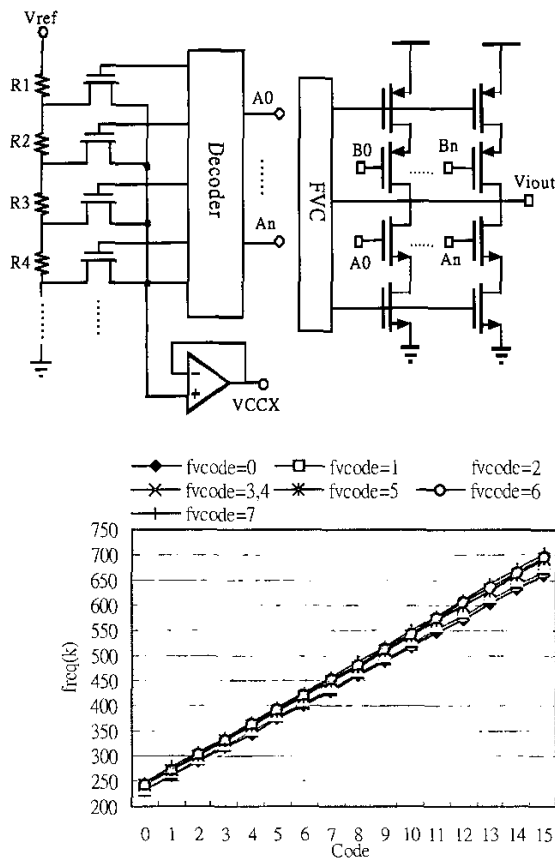 Vref
R1
R2
R3
R4
Decoder
A0
An
VCCX
FVC
B0
Bn
Viout
A0
An
fvcode=0
fvcode=1
fvcode=2
fvcode=3,4
fvcode=5
fvcode=6
fvcode=7
frcq(k)
750
700
650
600
550
500
450
400
350
300
250
200
0 1 2 3 4 5 6 7 8 9 10 11 12 13 14 15
Code